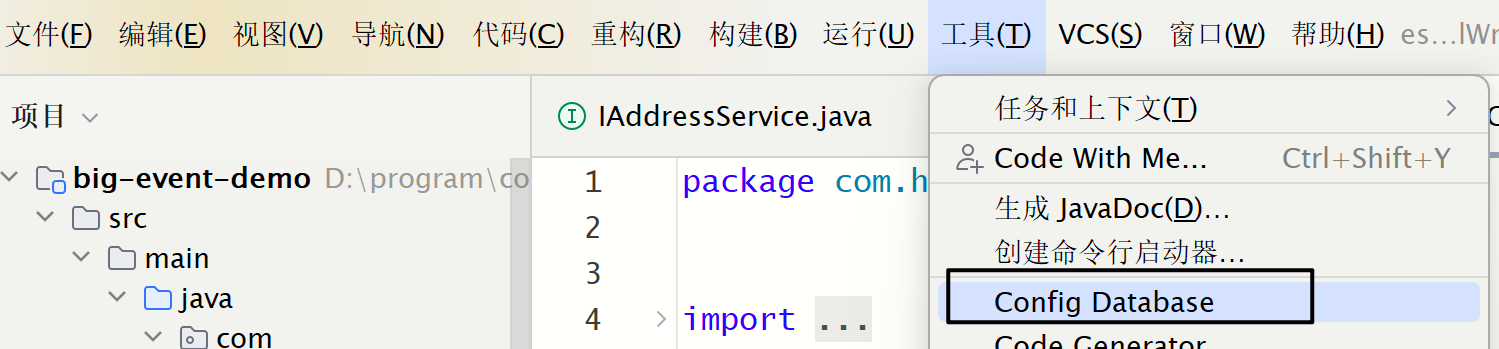 文件(F) 编辑(E) 视图(V) 导航(N) 代码(C) 重构(R) 构建(B) 运行(U) 工具(T) VCS(S) 窗口(W) 帮助(H) es...lWr
项目
IAddressService.java
big-event-demo D:\program\co
src
main
java
com
1 package com.h
2
3
4 import ...
任务和上下文(T)
Code With Me... Ctrl+Shift+Y
生成 JavaDoc(D)...
创建命令行启动器...
Config Database
Code Generator